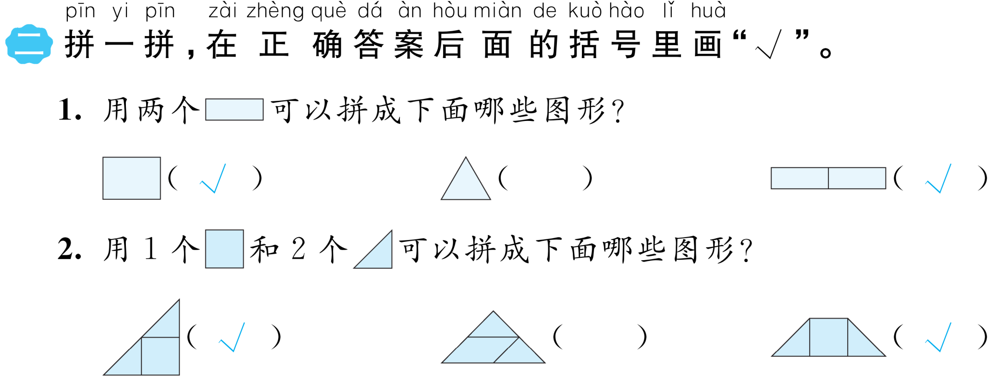 pīn yi pīn zài zhèng què dá àn hòu miàn de kuò hào lǐ huà
二 拼一拼,在正确答案后面的括号里画“√”。
1. 用两个 可以拼成下面哪些图形?
( √ ) ( ) ( √ )
2. 用 1 个 和 2 个 可以拼成下面哪些图形?
( √ ) ( ) ( √ )